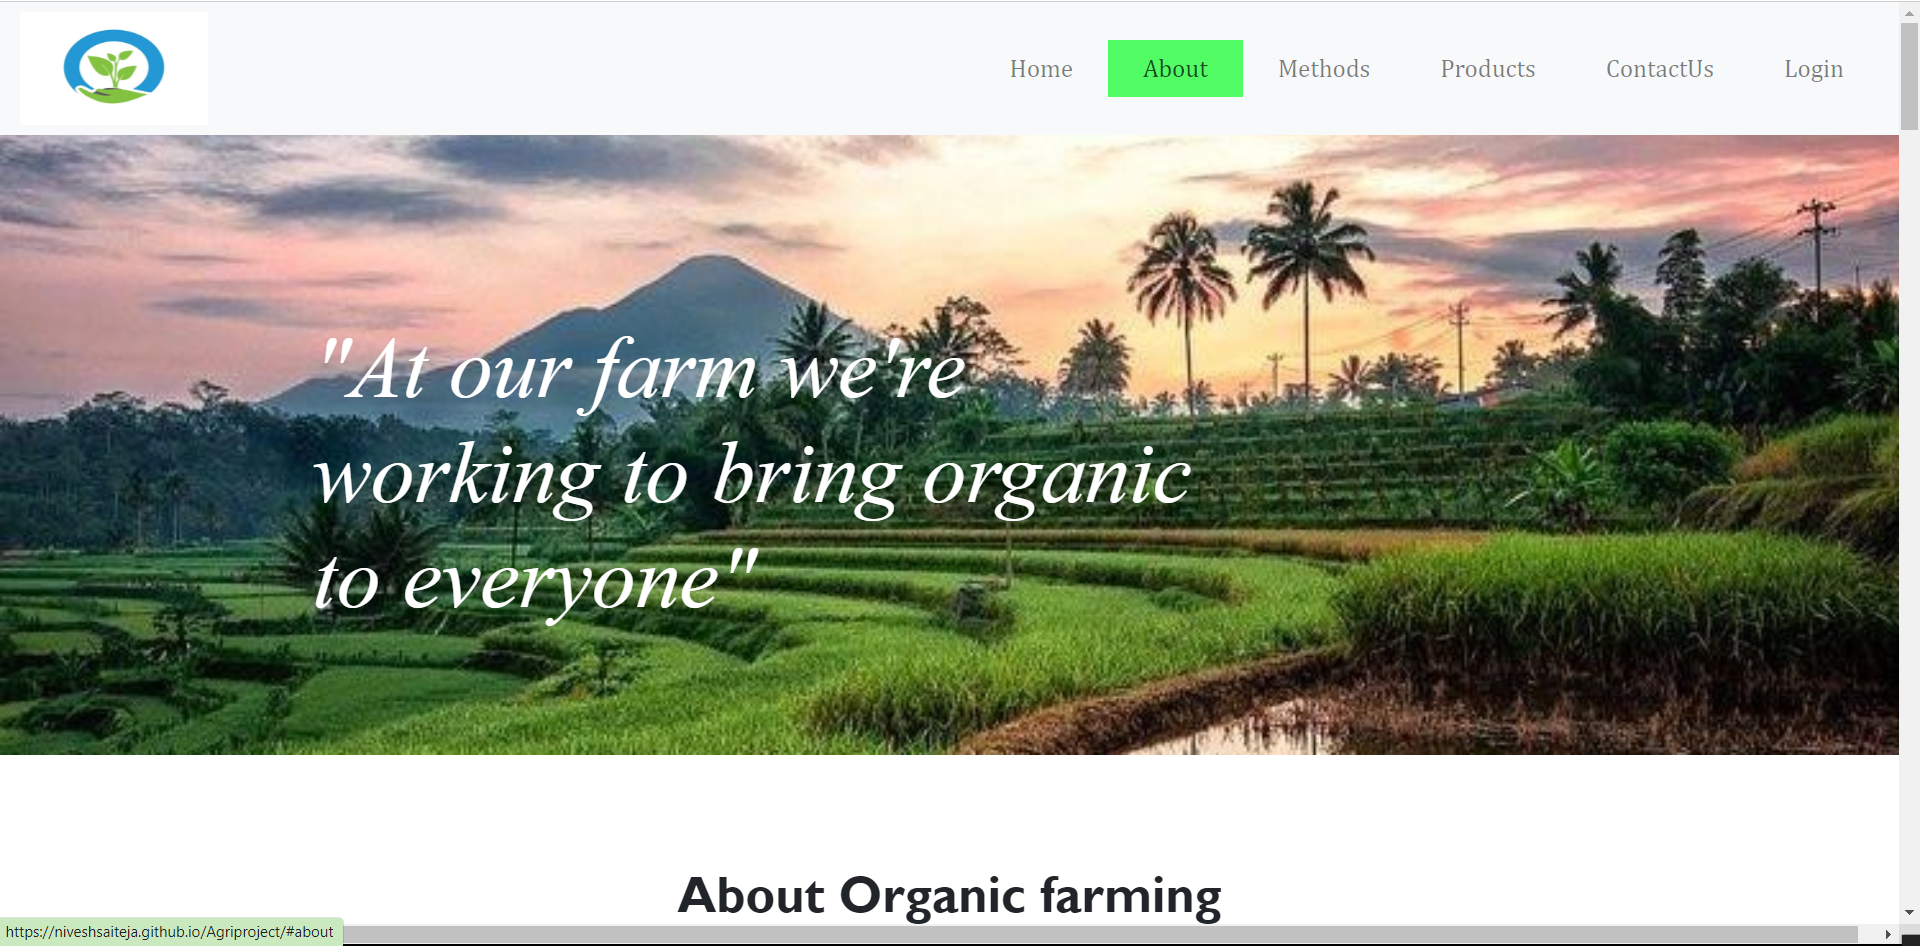 Home About Methods Products ContactUs Login
"At our farm we're
working to bring organic
to everyone"
About Organic farming
https://niveshsaiteja.github.io/Agriproject/#about